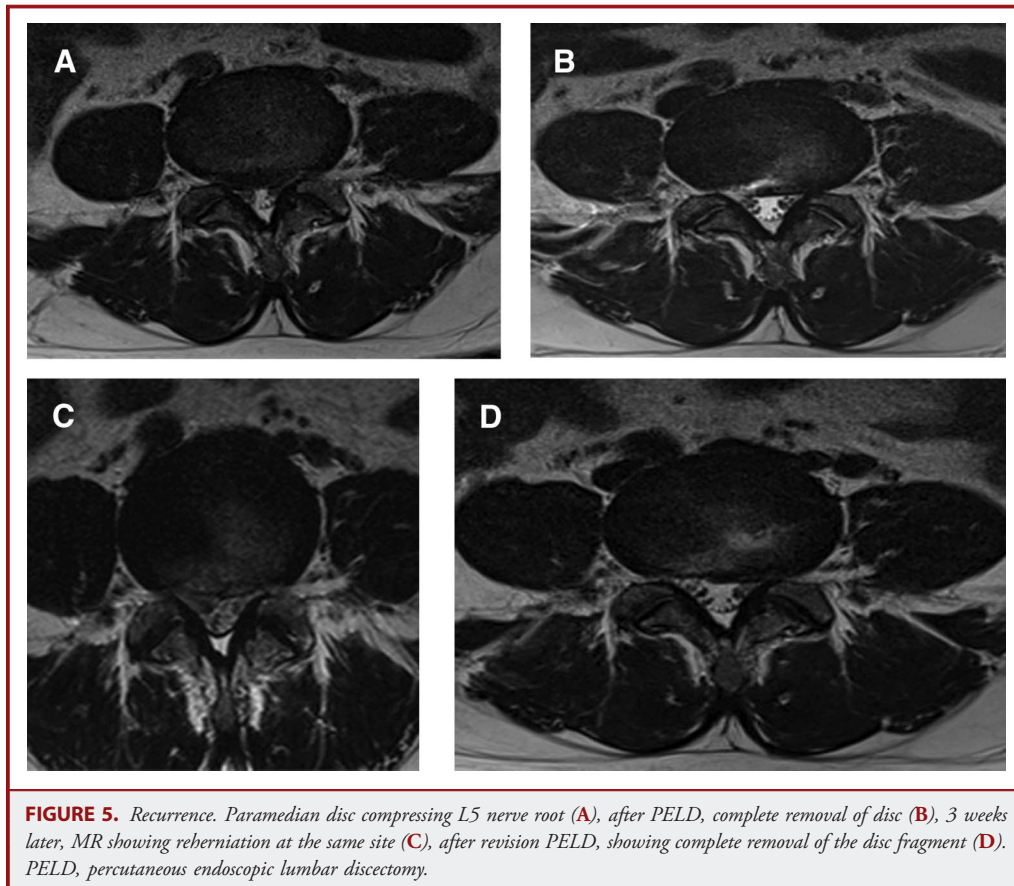 A
B
C
D
FIGURE 5. Recurrence. Paramedian disc compressing L5 nerve root (A), after PELD, complete removal of disc (B), 3 weeks
later, MR showing reherniation at the same site (C), after revision PELD, showing complete removal of the disc fragment (D).
PELD, percutaneous endoscopic lumbar discectomy.